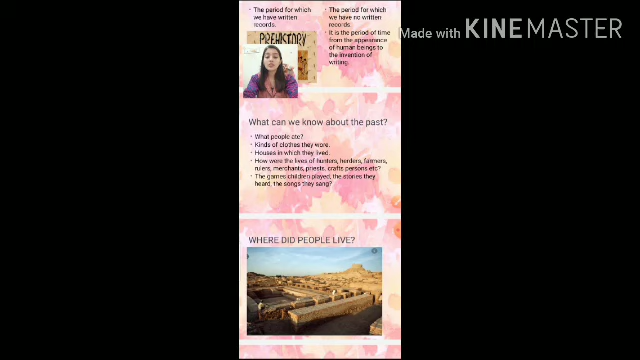 • The period for which
we have written
records.
• The period for which
we have no written
records.
• It is the period of time
from the appearance
of human beings to
the invention of
writing.
PREHISTORY
Made with KINEMASTER
What can we know about the past?
• What people ate?
• Kinds of clothes they wore.
• Houses in which they lived.
• How were the lives of hunters, herders, farmers,
rulers, merchants, priests, crafts persons etc?
• The games children played, the stories they
heard, the songs they sang?
WHERE DID PEOPLE LIVE?